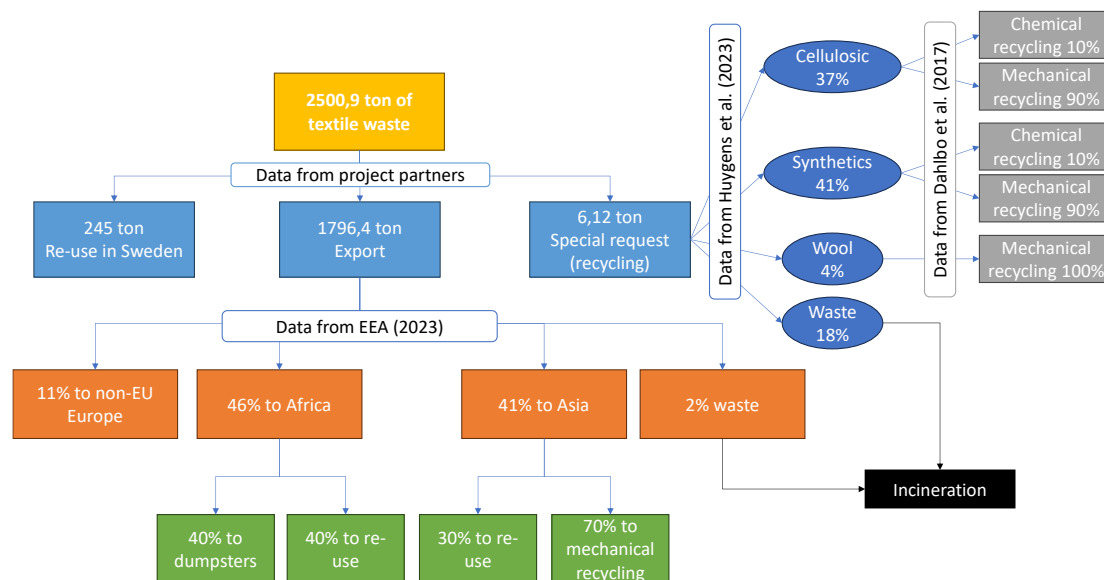 2500,9 ton of
textile waste
Data from project partners
245 ton
Re-use in Sweden
1796,4 ton
Export
6,12 ton
Special request
(recycling)
Data from Huygens et al. (2023)
Cellulosic
37%
Synthetics
41%
Wool
4%
Waste
18%
Data from Dahlbo et al. (2017)
Chemical
recycling 10%
Mechanical
recycling 90%
Chemical
recycling 10%
Mechanical
recycling 90%
Mechanical
recycling 100%
Data from EEA (2023)
11% to non-EU
Europe
46% to Africa
41% to Asia
2% waste
Incineration
40% to
dumpsters
40% to re-
use
30% to re-
use
70% to
mechanical
recycling